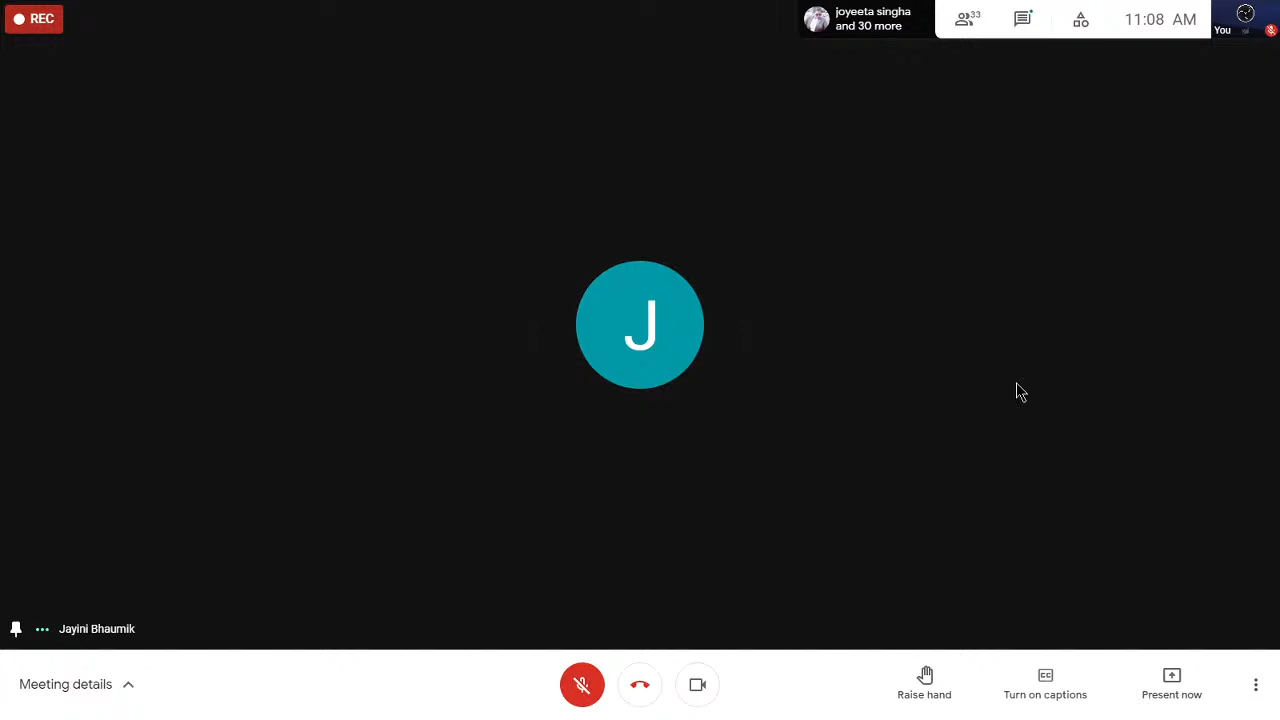 REC
joyeeta singha
and 30 more
33
11:08 AM
You
J
Jayini Bhaumik
Meeting details
Raise hand
CC
Turn on captions
Present now